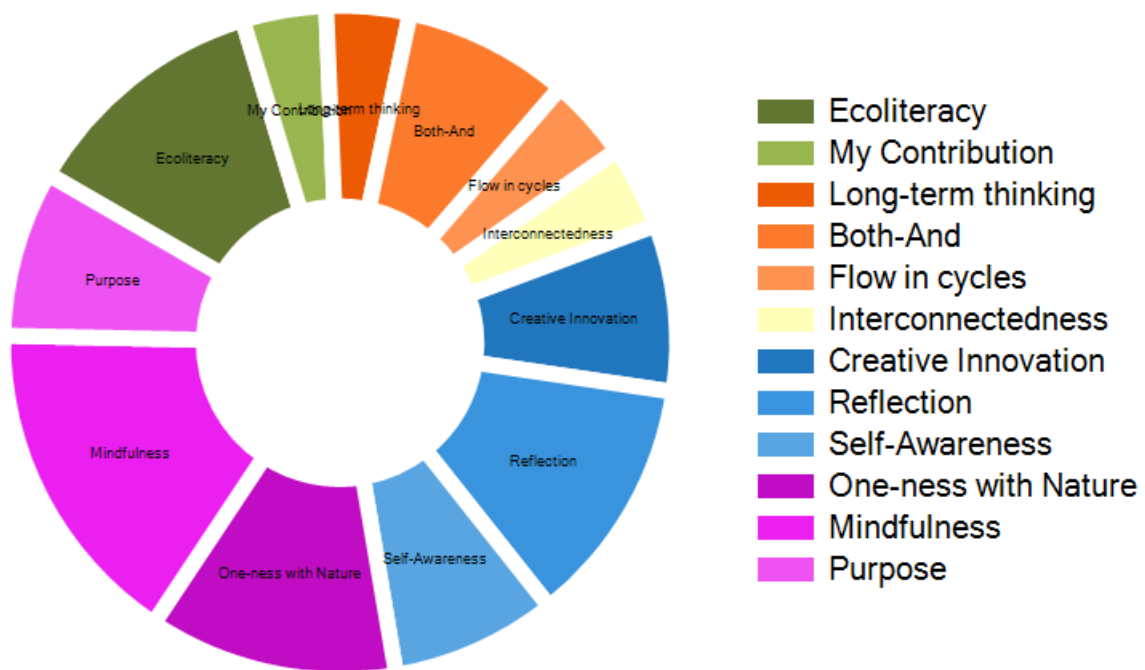 My Contribution
Long-term thinking
Both-And
Ecoliteracy
Flow in cycles
Interconnectedness
Purpose
Creative Innovation
Mindfulness
Reflection
Self-Awareness
One-ness with Nature
Ecoliteracy
My Contribution
Long-term thinking
Both-And
Flow in cycles
Interconnectedness
Creative Innovation
Reflection
Self-Awareness
One-ness with Nature
Mindfulness
Purpose